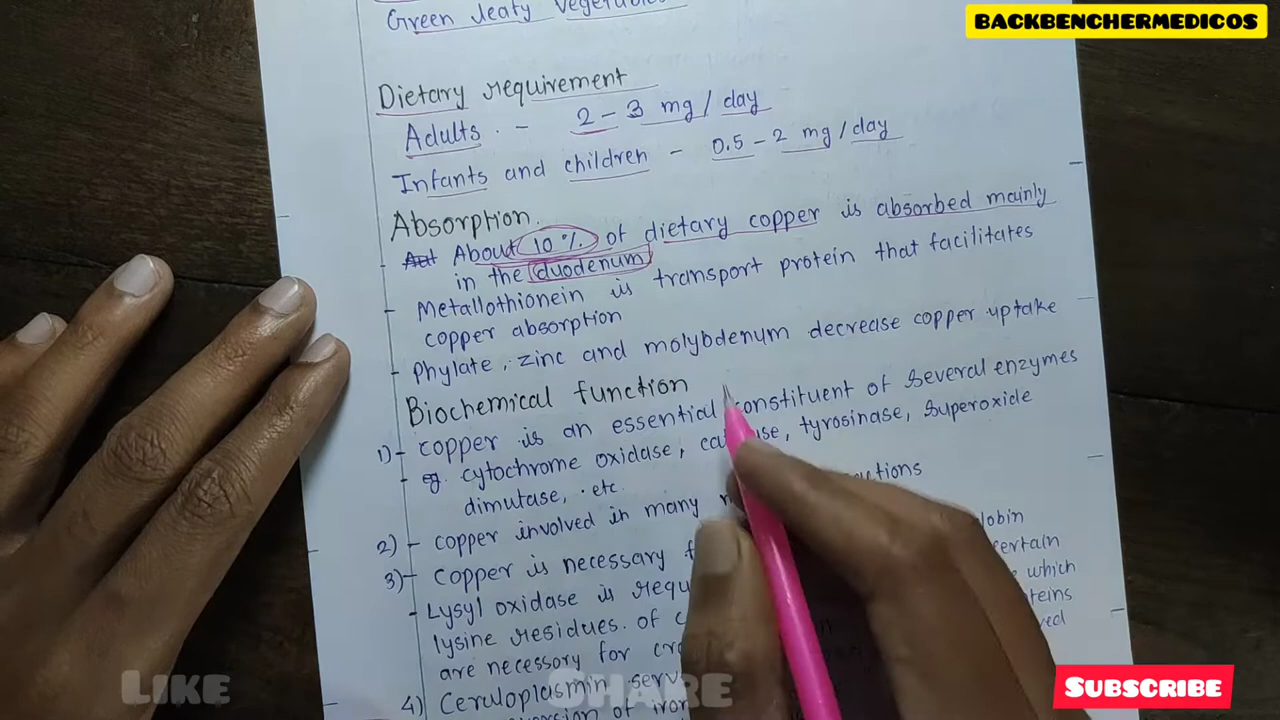 BACKBENCHERMEDICOS
Green leafy vegetables
Dietary requirement
Adults. - 2 - 3 mg / day
Infants and children - 0.5 - 2 mg / day
Absorption.
About 10 % of dietary copper is absorbed mainly
in the duodenum
- Metallothionein is transport protein that facilitates
copper absorption
- Phylate, zinc and molybdenum decrease copper uptake
Biochemical function
1) - copper is an essential constituent of several enzymes
- eg. cytochrome oxidase, tyrosinase, superoxide
dimutase, . etc
2) - copper involved in many
3) - copper is necessary
- Lysyl oxidase is
lysine residues. of
which
are necessary for
4) Ceruloplasmin
of iron
LIKE
SHARE
SUBSCRIBE